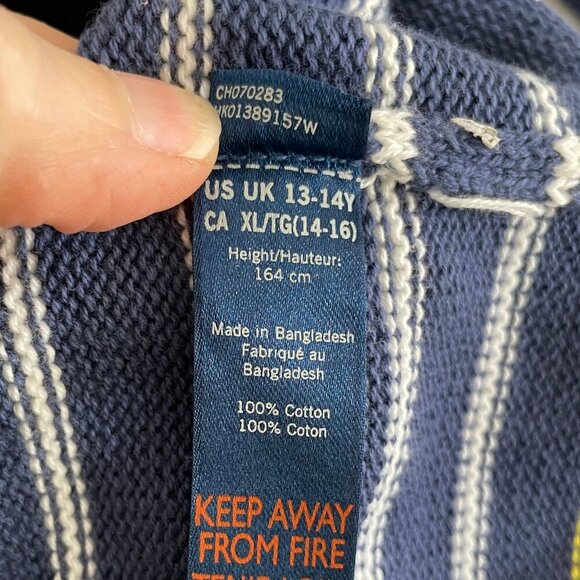 CH070283
HK01389157W
US UK 13-14Y
CA XL/TG(14-16)
Height/Hauteur:
164 cm
Made in Bangladesh
Fabriqué au
Bangladesh
100% Cotton
100% Coton
KEEP AWAY
FROM FIRE